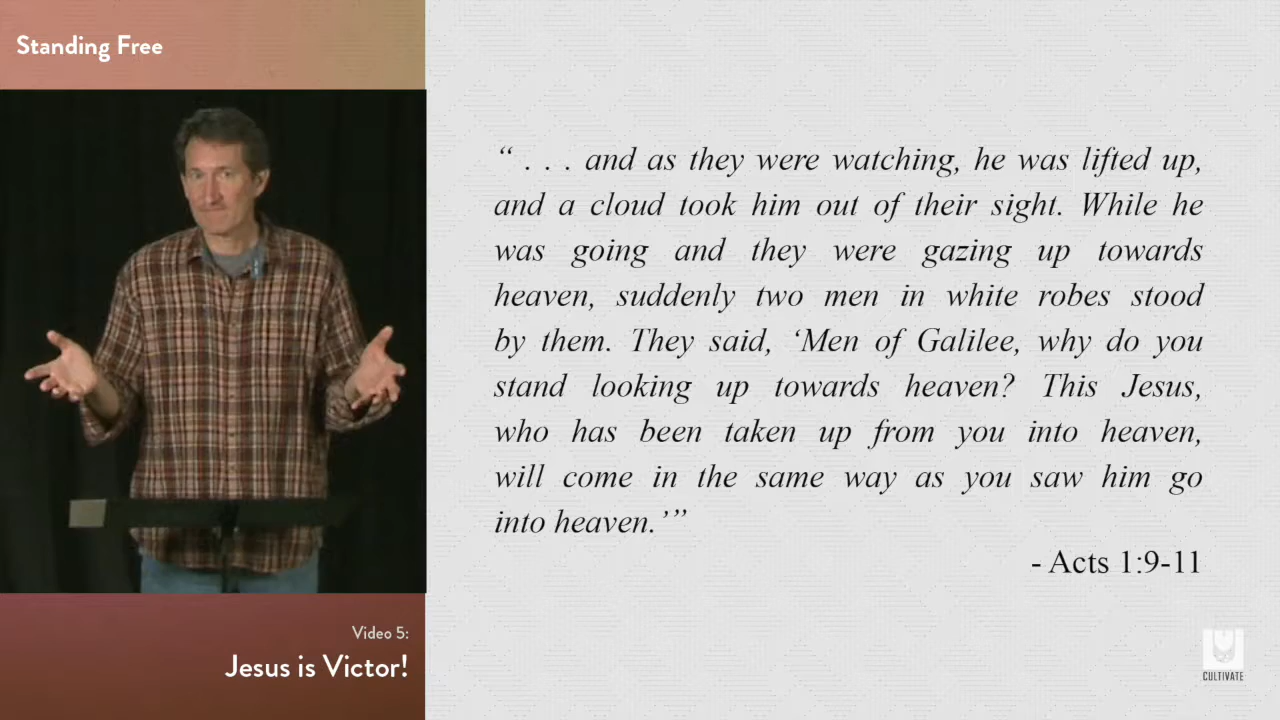 Standing Free
“ . . . and as they were watching, he was lifted up,
and a cloud took him out of their sight. While he
was going and they were gazing up towards
heaven, suddenly two men in white robes stood
by them. They said, ‘Men of Galilee, why do you
stand looking up towards heaven? This Jesus,
who has been taken up from you into heaven,
will come in the same way as you saw him go
into heaven.’”
- Acts 1:9-11
Video 5:
Jesus is Victor!
CULTIVATE